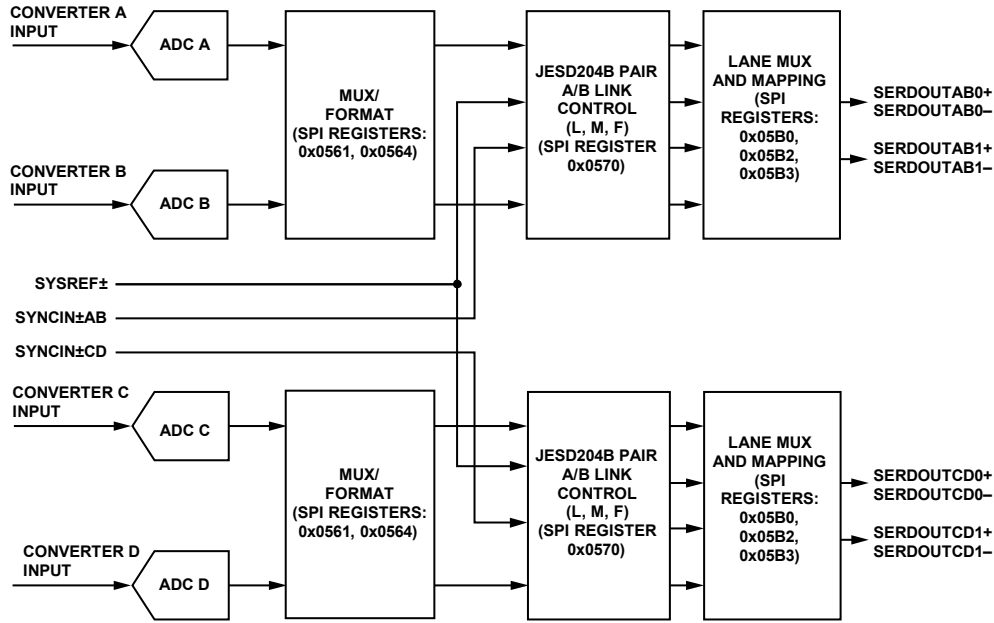 CONVERTER A
INPUT
ADC A
MUX/
FORMAT
(SPI REGISTERS:
0x0561, 0x0564)
CONVERTER B
INPUT
ADC B
JESD204B PAIR
A/B LINK
CONTROL
(L, M, F)
(SPI REGISTER
0x0570)
LANE MUX
AND MAPPING
(SPI
REGISTERS:
0x05B0,
0x05B2,
0x05B3)
SERDOUTAB0+
SERDOUTAB0–
SERDOUTAB1+
SERDOUTAB1–
SYSREF±
SYNCIN±AB
SYNCIN±CD
CONVERTER C
INPUT
ADC C
MUX/
FORMAT
(SPI REGISTERS:
0x0561, 0x0564)
CONVERTER D
INPUT
ADC D
JESD204B PAIR
A/B LINK
CONTROL
(L, M, F)
(SPI REGISTER
0x0570)
LANE MUX
AND MAPPING
(SPI
REGISTERS:
0x05B0,
0x05B2,
0x05B3)
SERDOUTCD0+
SERDOUTCD0–
SERDOUTCD1+
SERDOUTCD1–